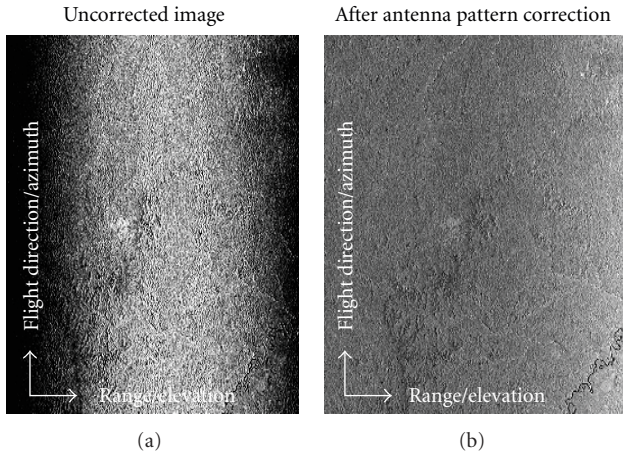 Uncorrected image
After antenna pattern correction
Flight direction/azimuth
Range/elevation
Flight direction/azimuth
Range/elevation
(a)
(b)